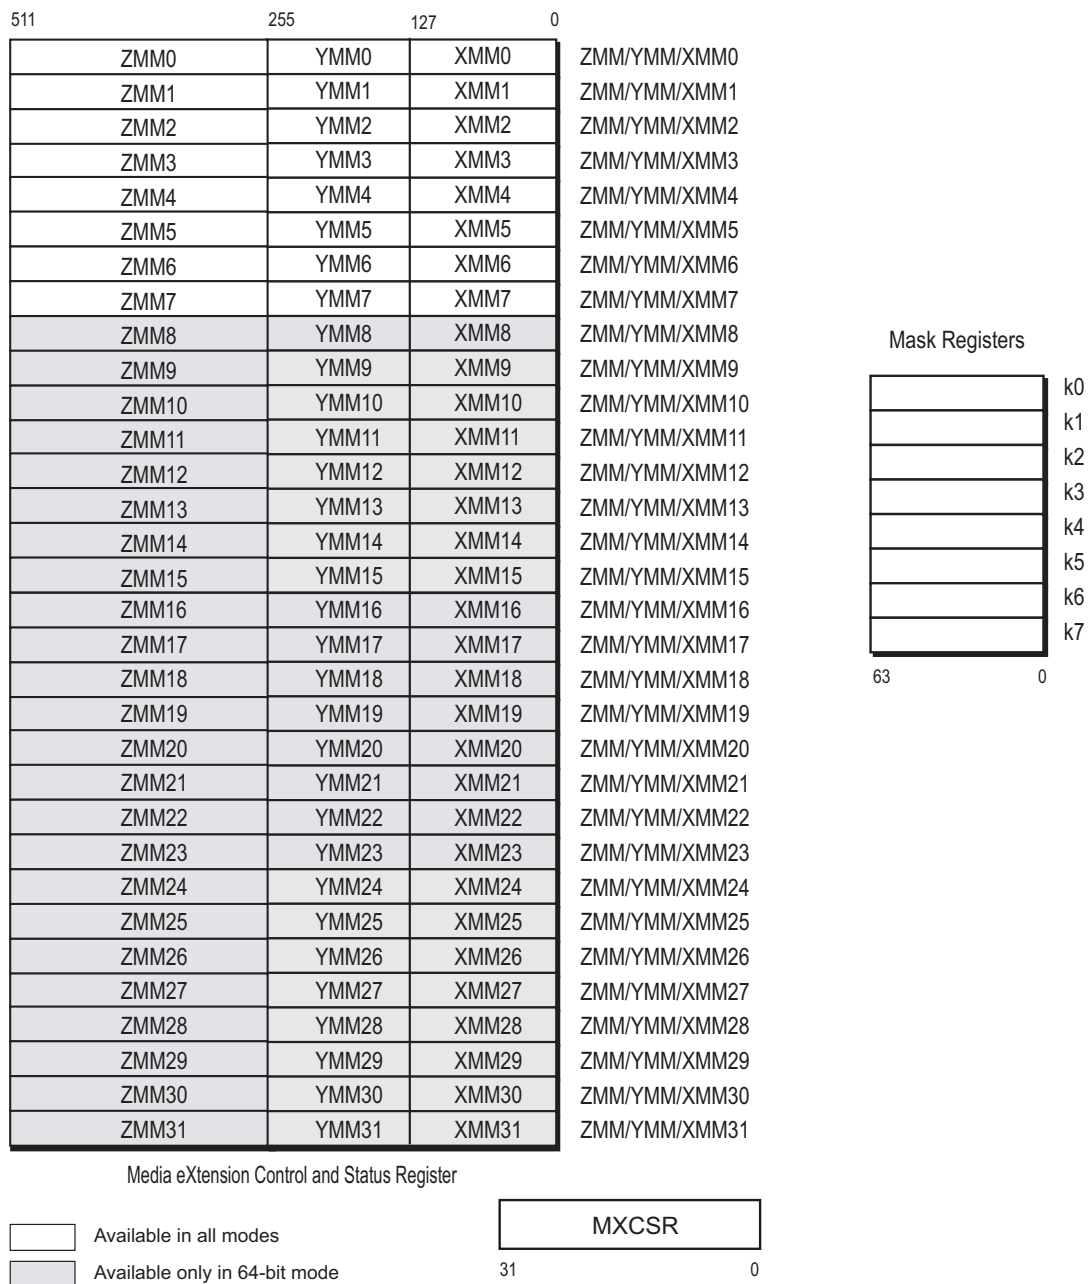 511 255 127 0
ZMM0 YMM0 XMM0 ZMM/YMM/XMM0
ZMM1 YMM1 XMM1 ZMM/YMM/XMM1
ZMM2 YMM2 XMM2 ZMM/YMM/XMM2
ZMM3 YMM3 XMM3 ZMM/YMM/XMM3
ZMM4 YMM4 XMM4 ZMM/YMM/XMM4
ZMM5 YMM5 XMM5 ZMM/YMM/XMM5
ZMM6 YMM6 XMM6 ZMM/YMM/XMM6
ZMM7 YMM7 XMM7 ZMM/YMM/XMM7
ZMM8 YMM8 XMM8 ZMM/YMM/XMM8
ZMM9 YMM9 XMM9 ZMM/YMM/XMM9
ZMM10 YMM10 XMM10 ZMM/YMM/XMM10
ZMM11 YMM11 XMM11 ZMM/YMM/XMM11
ZMM12 YMM12 XMM12 ZMM/YMM/XMM12
ZMM13 YMM13 XMM13 ZMM/YMM/XMM13
ZMM14 YMM14 XMM14 ZMM/YMM/XMM14
ZMM15 YMM15 XMM15 ZMM/YMM/XMM15
ZMM16 YMM16 XMM16 ZMM/YMM/XMM16
ZMM17 YMM17 XMM17 ZMM/YMM/XMM17
ZMM18 YMM18 XMM18 ZMM/YMM/XMM18
ZMM19 YMM19 XMM19 ZMM/YMM/XMM19
ZMM20 YMM20 XMM20 ZMM/YMM/XMM20
ZMM21 YMM21 XMM21 ZMM/YMM/XMM21
ZMM22 YMM22 XMM22 ZMM/YMM/XMM22
ZMM23 YMM23 XMM23 ZMM/YMM/XMM23
ZMM24 YMM24 XMM24 ZMM/YMM/XMM24
ZMM25 YMM25 XMM25 ZMM/YMM/XMM25
ZMM26 YMM26 XMM26 ZMM/YMM/XMM26
ZMM27 YMM27 XMM27 ZMM/YMM/XMM27
ZMM28 YMM28 XMM28 ZMM/YMM/XMM28
ZMM29 YMM29 XMM29 ZMM/YMM/XMM29
ZMM30 YMM30 XMM30 ZMM/YMM/XMM30
ZMM31 YMM31 XMM31 ZMM/YMM/XMM31
Mask Registers
k0
k1
k2
k3
k4
k5
k6
k7
63 0
Media eXtension Control and Status Register
MXCSR
31 0
Available in all modes
Available only in 64-bit mode